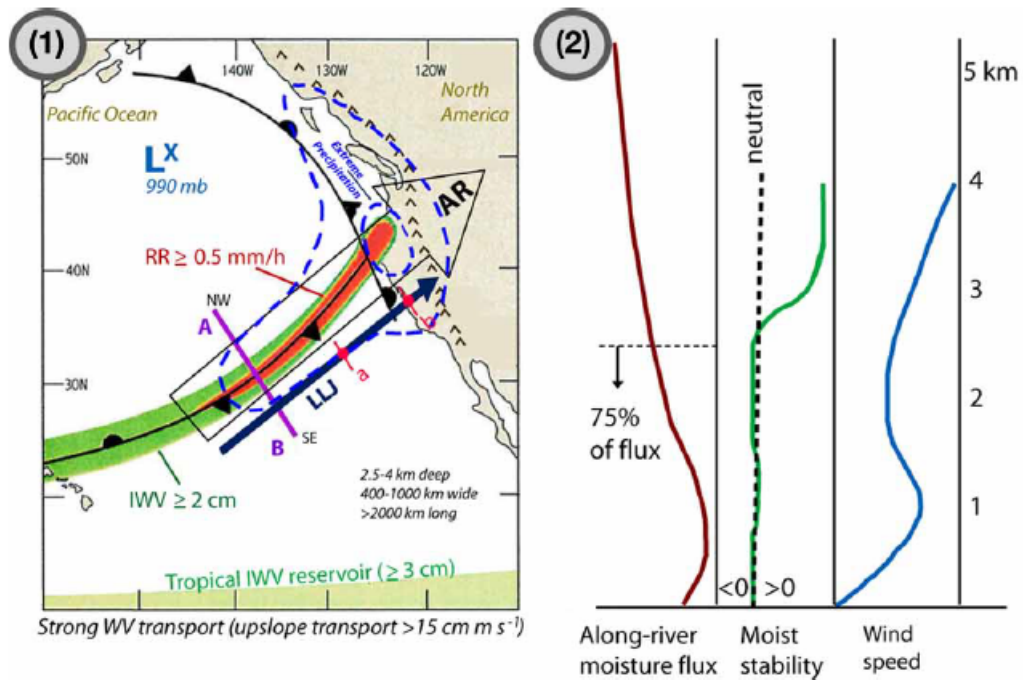 (1)
140W
130W
120W
Pacific Ocean
North
America
50N
L X
990 mb
Extreme
Precipitation
AR
RR ≥ 0.5 mm/h
40N
NW
A
b
a
LLJ
30N
B
SE
IWV ≥ 2 cm
2.5-4 km deep
400-1000 km wide
>2000 km long
Tropical IWV reservoir (≥ 3 cm)
Strong WV transport (upslope transport >15 cm m s⁻¹)
(2)
5 km
neutral
4
3
75%
of flux
2
1
<0
>0
Along-river
moisture flux
Moist
stability
Wind
speed